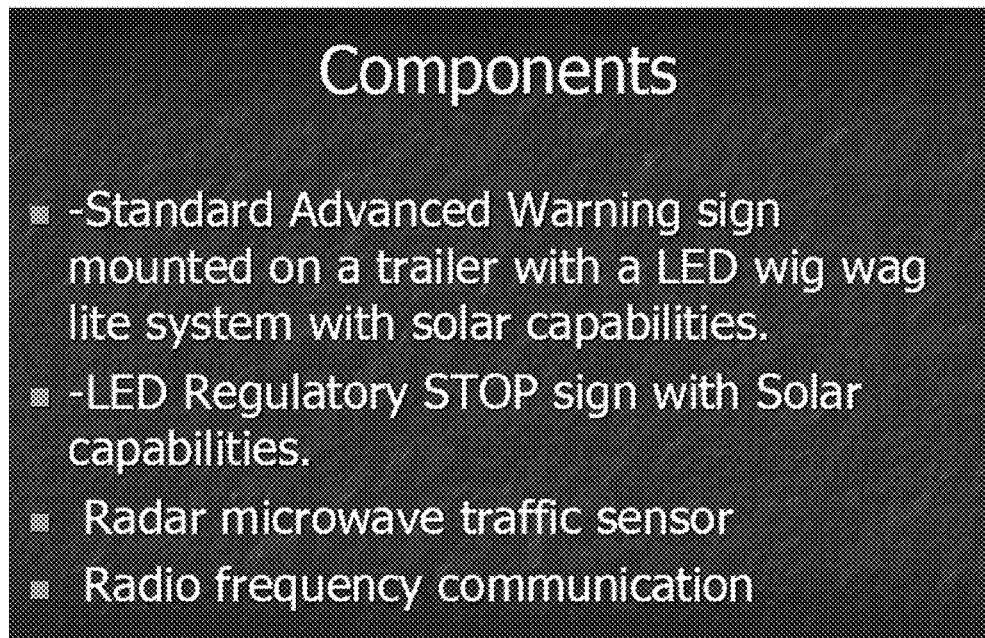 Components
-Standard Advanced Warning sign
mounted on a trailer with a LED wig wag
lite system with solar capabilities.
-LED Regulatory STOP sign with Solar
capabilities.
Radar microwave traffic sensor
Radio frequency communication